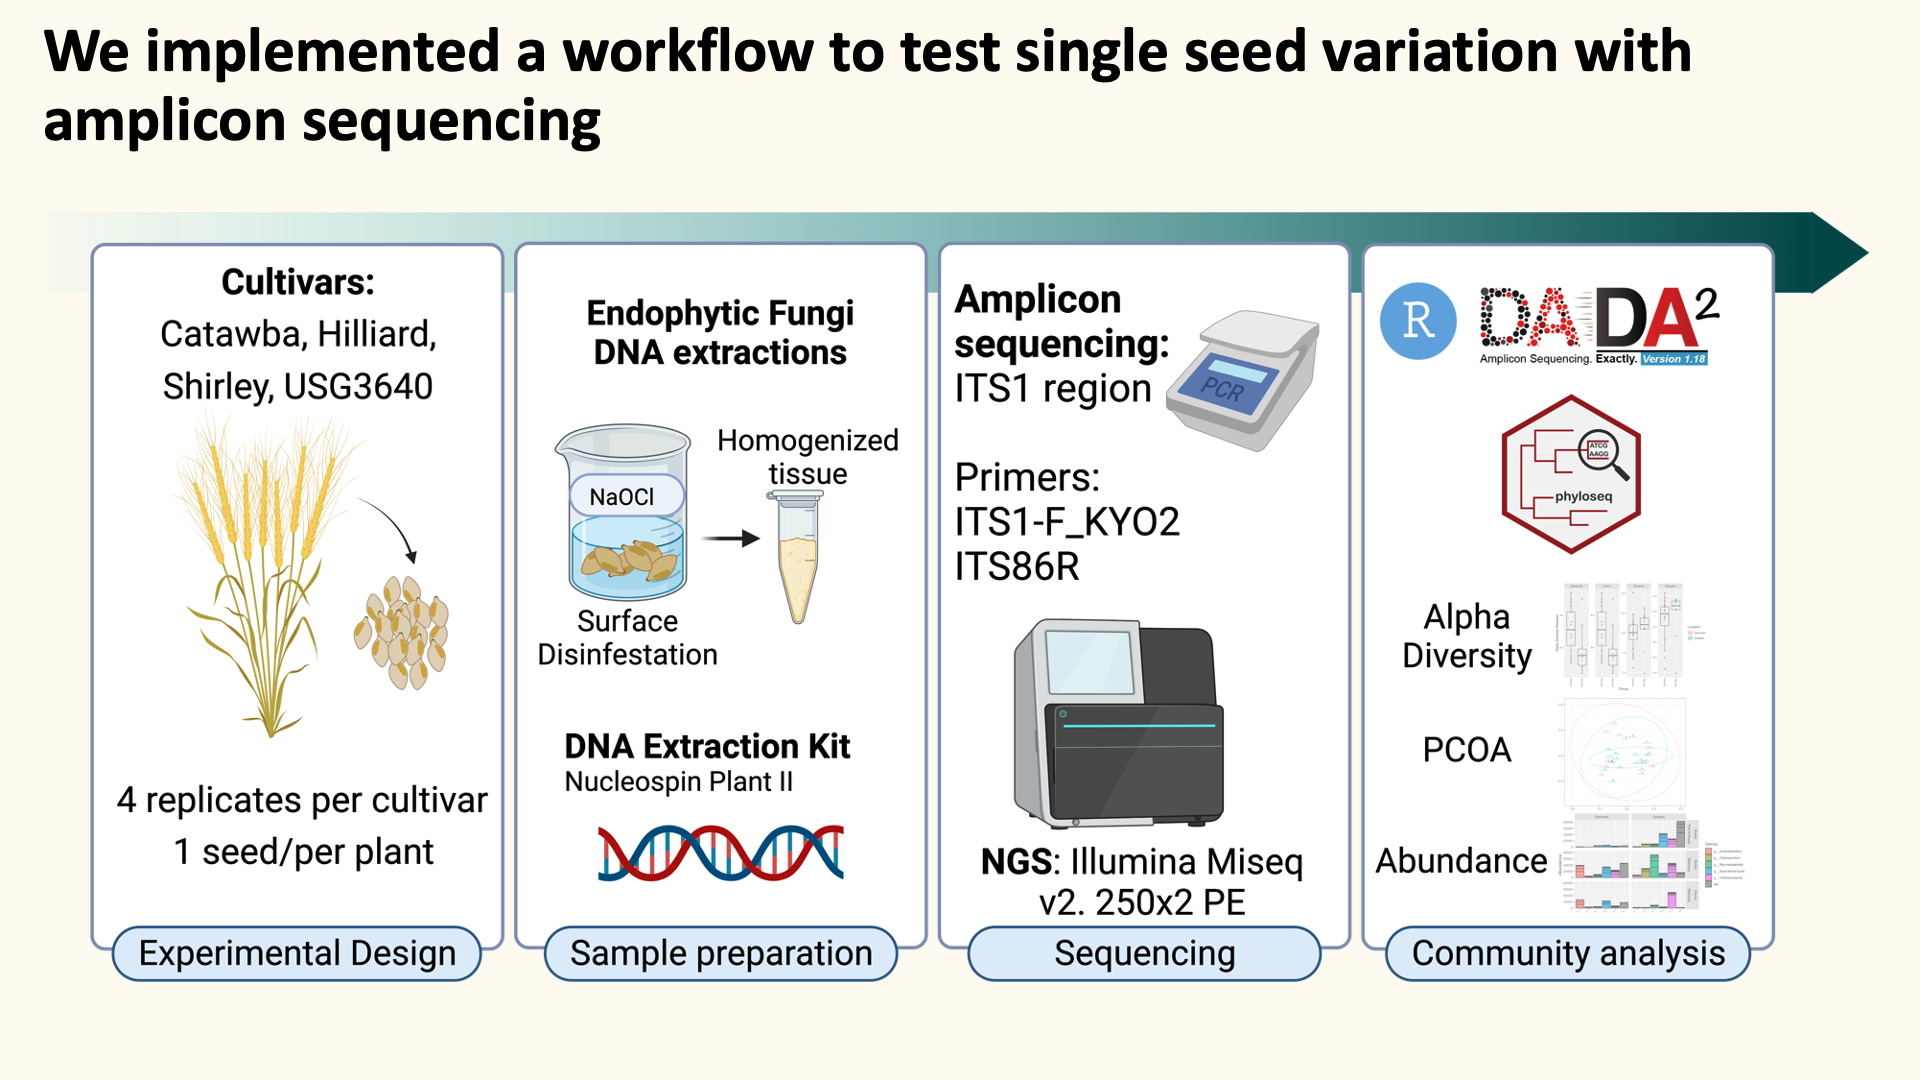 We implemented a workflow to test single seed variation with
amplicon sequencing
Cultivars:
Catawba, Hilliard,
Shirley, USG3640
4 replicates per cultivar
1 seed/per plant
Experimental Design
Endophytic Fungi
DNA extractions
Homogenized
tissue
NaOCl
Surface
Disinfestation
DNA Extraction Kit
Nucleospin Plant II
Sample preparation
Amplicon
sequencing:
ITS1 region
PCR
Primers:
ITS1-F_KYO2
ITS86R
NGS: Illumina Miseq
v2. 250x2 PE
Sequencing
R
DADA2
Amplicon Sequencing. Exactly. Version 1.18
ATCG
AAGG
phyloseq
Alpha
Diversity
PCOA
Abundance
Community analysis